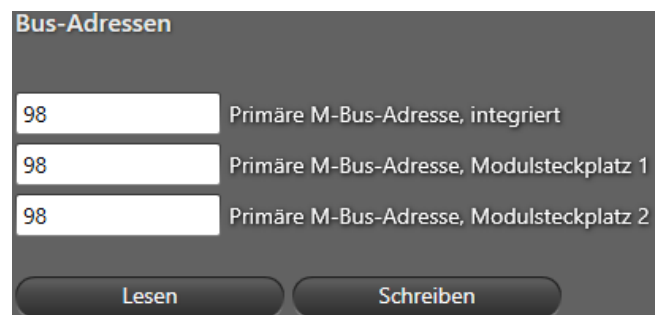 Bus-Adressen
98 Primäre M-Bus-Adresse, integriert
98 Primäre M-Bus-Adresse, Modulsteckplatz 1
98 Primäre M-Bus-Adresse, Modulsteckplatz 2
Lesen Schreiben